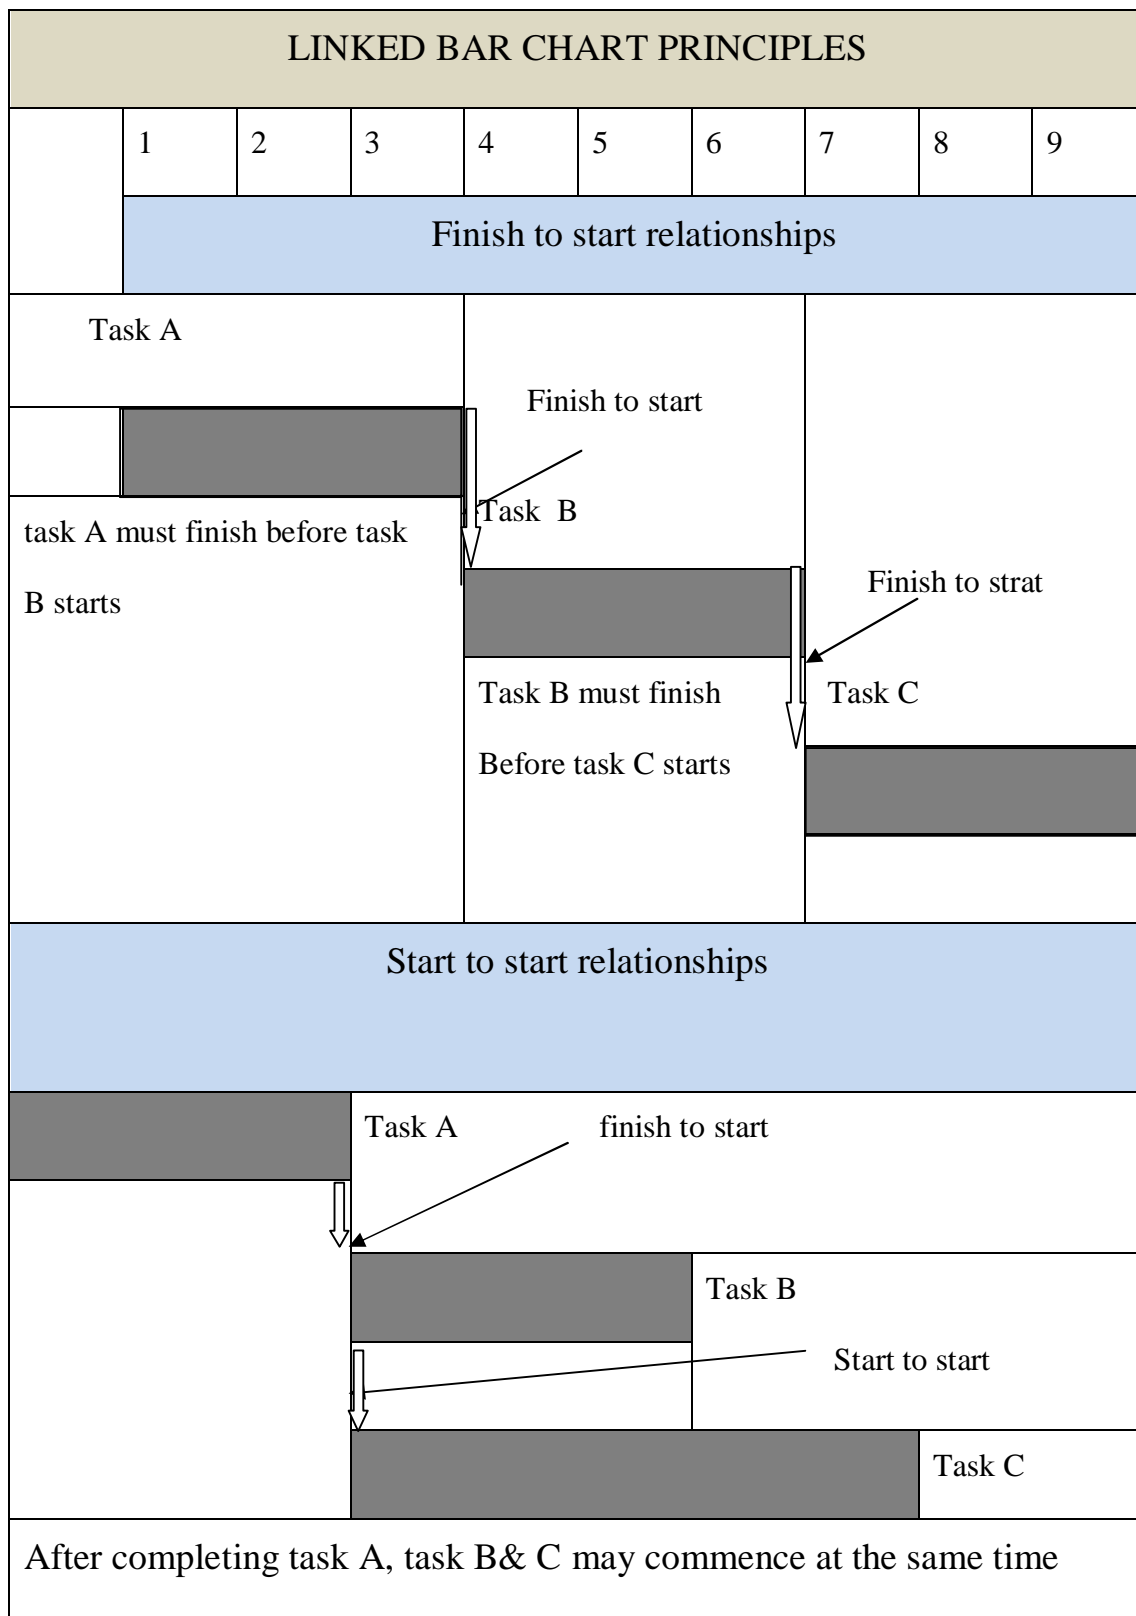 LINKED BAR CHART PRINCIPLES
1 2 3 4 5 6 7 8 9
Finish to start relationships
Task A
Finish to start
Task B
task A must finish before task
B starts
Finish to strat
Task B must finish
Before task C starts
Task C
Start to start relationships
Task A
finish to start
Task B
Start to start
Task C
After completing task A, task B& C may commence at the same time